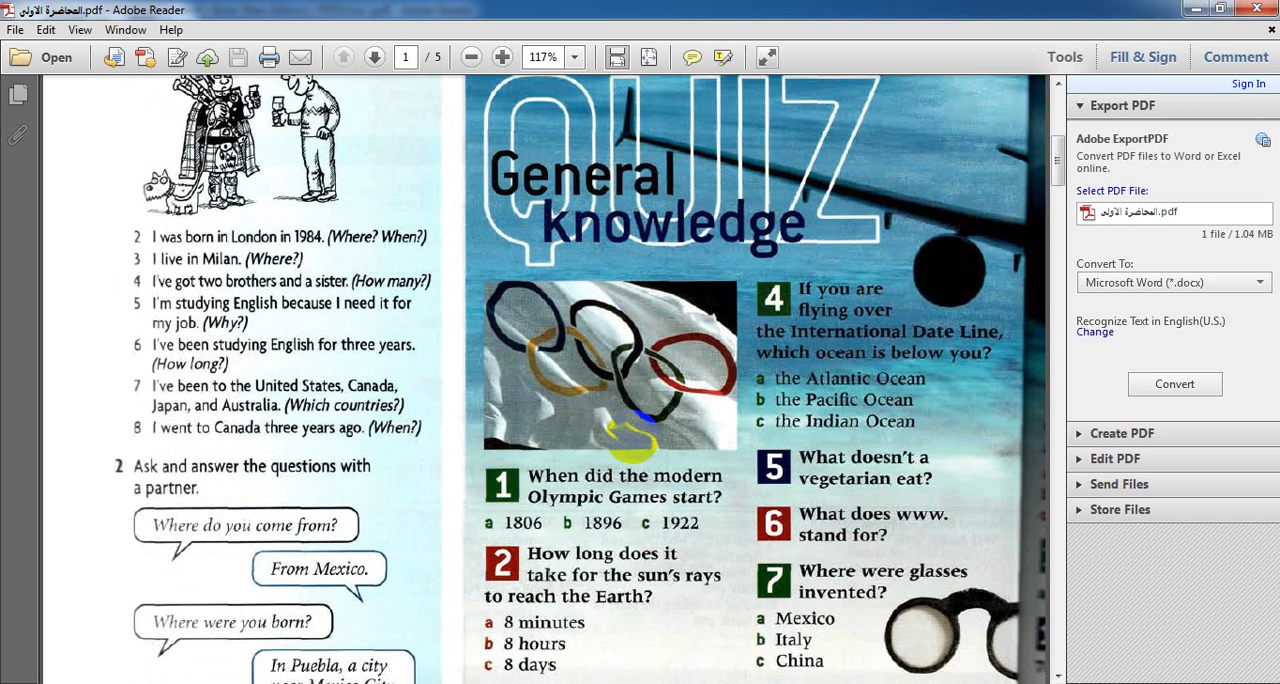 المحاضرة الاولى.pdf - Adobe Reader
File Edit View Window Help
Open 1 / 5 117% Tools Fill & Sign Comment
Sign In
Export PDF
Adobe ExportPDF
Convert PDF files to Word or Excel
online.
Select PDF File:
المحاضرة الاولى.pdf
1 file / 1.04 MB
Convert To:
Microsoft Word (*.docx)
Recognize Text in English(U.S.)
Change
Convert
Create PDF
Edit PDF
Send Files
Store Files
2 I was born in London in 1984. (Where? When?)
3 I live in Milan. (Where?)
4 I've got two brothers and a sister. (How many?)
5 I'm studying English because I need it for
my job. (Why?)
6 I've been studying English for three years.
(How long?)
7 I've been to the United States, Canada,
Japan, and Australia. (Which countries?)
8 I went to Canada three years ago. (When?)
2 Ask and answer the questions with
a partner.
Where do you come from?
From Mexico.
Where were you born?
In Puebla, a city
near Mexico City.
QUIZ
General
knowledge
1 When did the modern
Olympic Games start?
a 1806 b 1896 c 1922
2 How long does it
take for the sun's rays
to reach the Earth?
a 8 minutes
b 8 hours
c 8 days
4 If you are
flying over
the International Date Line,
which ocean is below you?
a the Atlantic Ocean
b the Pacific Ocean
c the Indian Ocean
5 What doesn't a
vegetarian eat?
6 What does www.
stand for?
7 Where were glasses
invented?
a Mexico
b Italy
c China